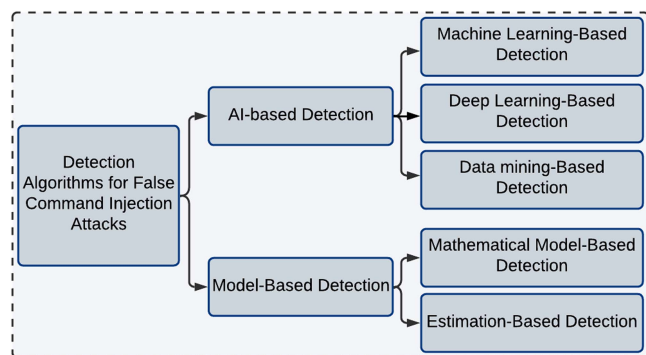 Detection
Algorithms for False
Command Injection
Attacks
AI-based Detection
Machine Learning-Based
Detection
Deep Learning-Based
Detection
Data mining-Based
Detection
Model-Based Detection
Mathematical Model-Based
Detection
Estimation-Based Detection